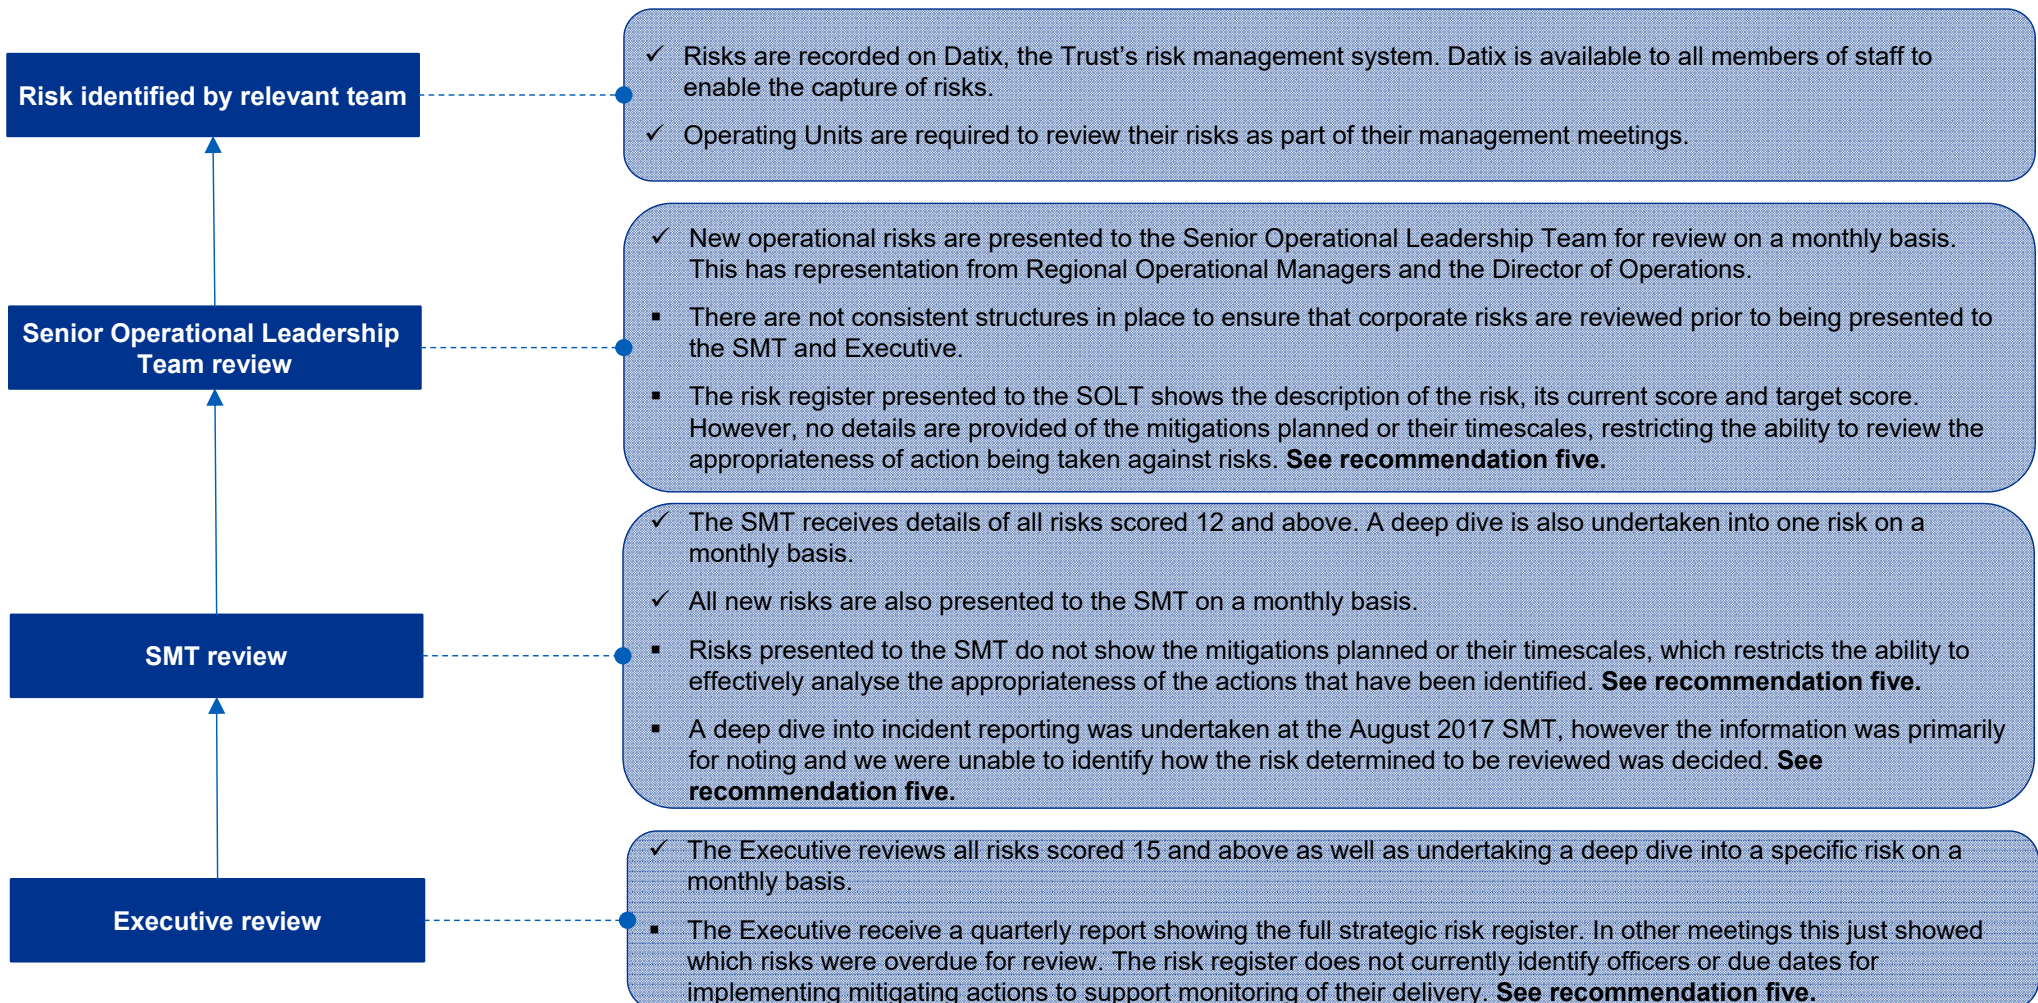 Risk identified by relevant team
✓ Risks are recorded on Datix, the Trust's risk management system. Datix is available to all members of staff to
enable the capture of risks.
✓ Operating Units are required to review their risks as part of their management meetings.
Senior Operational Leadership
Team review
✓ New operational risks are presented to the Senior Operational Leadership Team for review on a monthly basis.
This has representation from Regional Operational Managers and the Director of Operations.
▪ There are not consistent structures in place to ensure that corporate risks are reviewed prior to being presented to
the SMT and Executive.
▪ The risk register presented to the SOLT shows the description of the risk, its current score and target score.
However, no details are provided of the mitigations planned or their timescales, restricting the ability to review the
appropriateness of action being taken against risks. See recommendation five.
SMT review
✓ The SMT receives details of all risks scored 12 and above. A deep dive is also undertaken into one risk on a
monthly basis.
✓ All new risks are also presented to the SMT on a monthly basis.
▪ Risks presented to the SMT do not show the mitigations planned or their timescales, which restricts the ability to
effectively analyse the appropriateness of the actions that have been identified. See recommendation five.
▪ A deep dive into incident reporting was undertaken at the August 2017 SMT, however the information was primarily
for noting and we were unable to identify how the risk determined to be reviewed was decided. See
recommendation five.
Executive review
✓ The Executive reviews all risks scored 15 and above as well as undertaking a deep dive into a specific risk on a
monthly basis.
▪ The Executive receive a quarterly report showing the full strategic risk register. In other meetings this just showed
which risks were overdue for review. The risk register does not currently identify officers or due dates for
implementing mitigating actions to support monitoring of their delivery. See recommendation five.